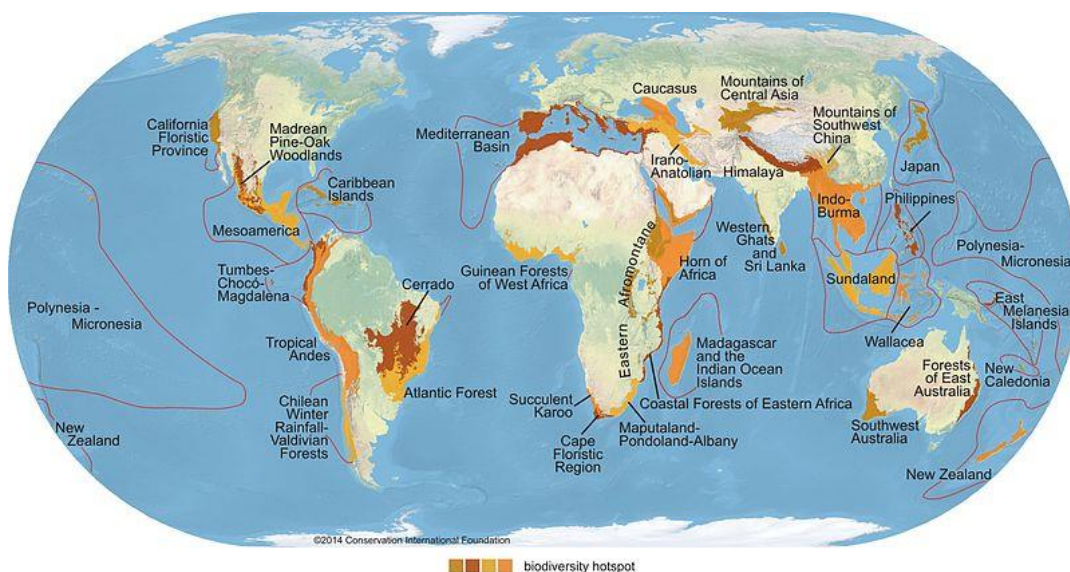 California
Floristic
Province
Madrean
Pine-Oak
Woodlands
Caribbean
Islands
Mesoamerica
Tumbes-
Chocó-
Magdalena
Polynesia -
Micronesia
Tropical
Andes
Cerrado
Atlantic Forest
Chilean
Winter
Rainfall-
Valdivian
Forests
New
Zealand
Mediterranean
Basin
Caucasus
Irano-
Anatolian
Mountains of
Central Asia
Mountains of
Southwest
China
Himalaya
Japan
Indo-
Burma
Philippines
Western
Ghats
and
Sri Lanka
Guinean Forests
of West Africa
Eastern Afromontane
Horn of
Africa
Sundaland
Wallacea
Polynesia-
Micronesia
East
Melanesia
Islands
Madagascar
and the
Indian Ocean
Islands
Coastal Forests of Eastern Africa
Succulent
Karoo
Cape
Floristic
Region
Maputaland-
Pondoland-Albany
Forests
of East
Australia
New
Caledonia
Southwest
Australia
New Zealand
©2014 Conservation International Foundation
biodiversity hotspot